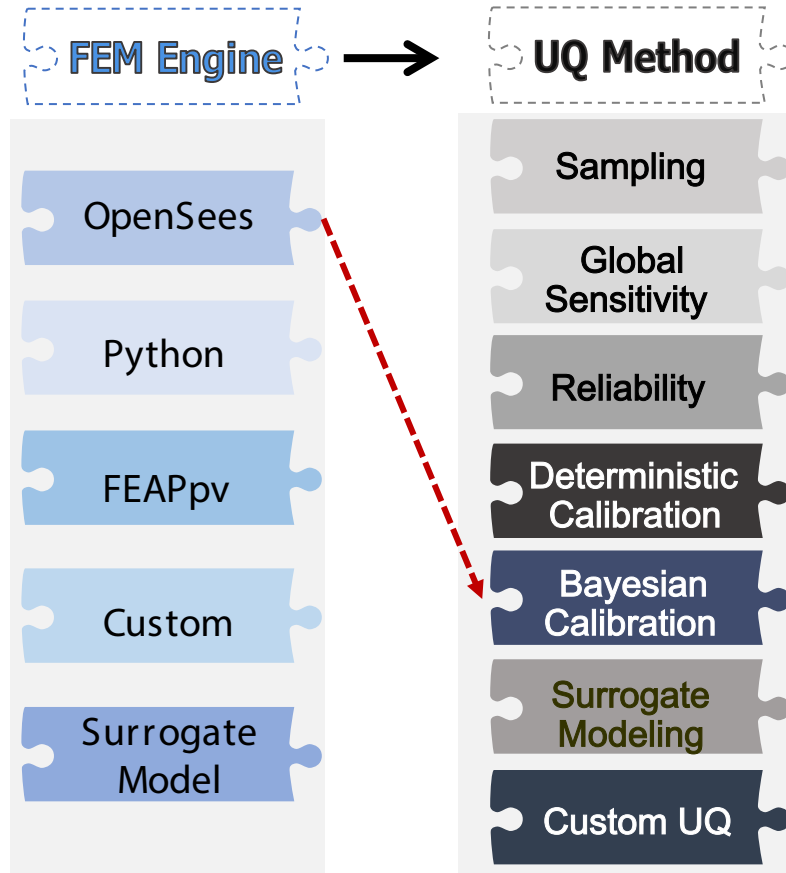 FEM Engine
UQ Method
OpenSees
Python
FEAPpv
Custom
Surrogate
Model
Sampling
Global
Sensitivity
Reliability
Deterministic
Calibration
Bayesian
Calibration
Surrogate
Modeling
Custom UQ